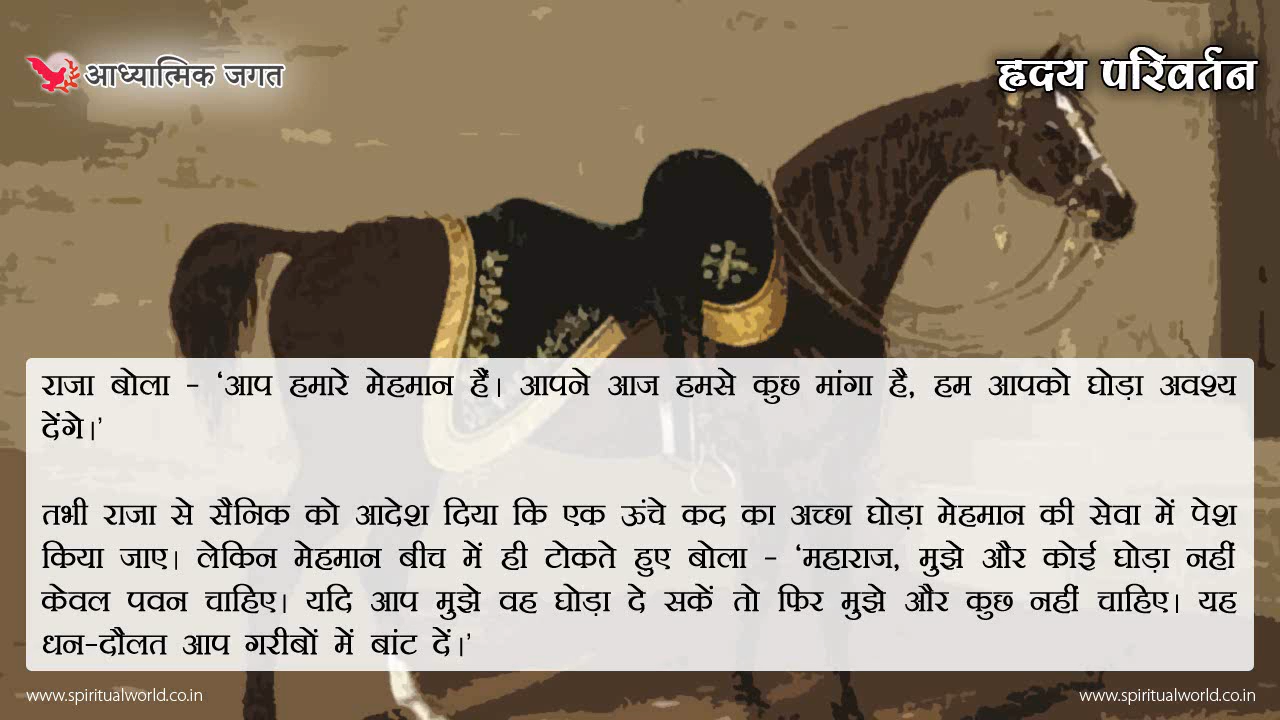 आध्यात्मिक जगत
ह्रदय परिवर्तन
राजा बोला - ‘आप हमारे मेहमान हैं। आपने आज हमसे कुछ मांगा है, हम आपको घोड़ा अवश्य
देंगे।’
तभी राजा से सैनिक को आदेश दिया कि एक ऊंचे कद का अच्छा घोड़ा मेहमान की सेवा में पेश
किया जाए। लेकिन मेहमान बीच में ही टोकते हुए बोला - ‘महाराज, मुझे और कोई घोड़ा नहीं
केवल पवन चाहिए। यदि आप मुझे वह घोड़ा दे सकें तो फिर मुझे और कुछ नहीं चाहिए। यह
धन-दौलत आप गरीबों में बांट दें।’
www.spiritualworld.co.in
www.spiritualworld.co.in